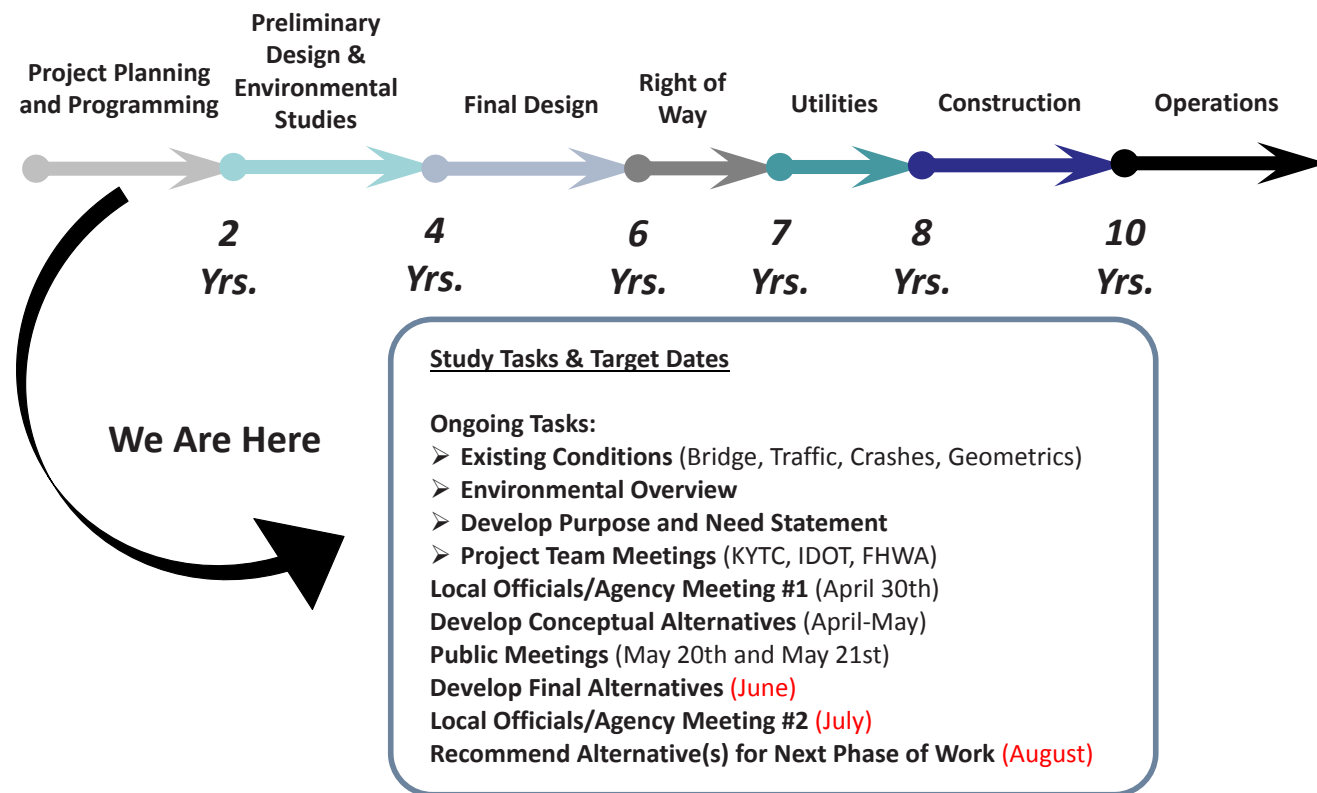 Project Planning
and Programming
Preliminary
Design &
Environmental
Studies
Final Design
Right of
Way
Utilities
Construction
Operations
2
Yrs.
4
Yrs.
6
Yrs.
7
Yrs.
8
Yrs.
10
Yrs.
We Are Here
Study Tasks & Target Dates
Ongoing Tasks:
➢ Existing Conditions (Bridge, Traffic, Crashes, Geometrics)
➢ Environmental Overview
➢ Develop Purpose and Need Statement
➢ Project Team Meetings (KYTC, IDOT, FHWA)
Local Officials/Agency Meeting #1 (April 30th)
Develop Conceptual Alternatives (April-May)
Public Meetings (May 20th and May 21st)
Develop Final Alternatives (June)
Local Officials/Agency Meeting #2 (July)
Recommend Alternative(s) for Next Phase of Work (August)